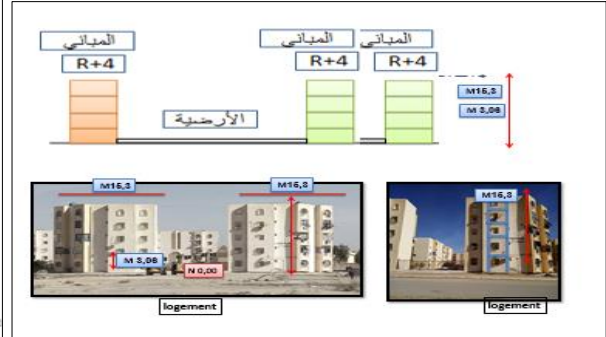 المباني
المباني
المباني
R+4
R+4
R+4
M15,3
M 3,06
الأرضية
M15,3
M15,3
M15,3
M 3,06
N 0,00
logement
logement